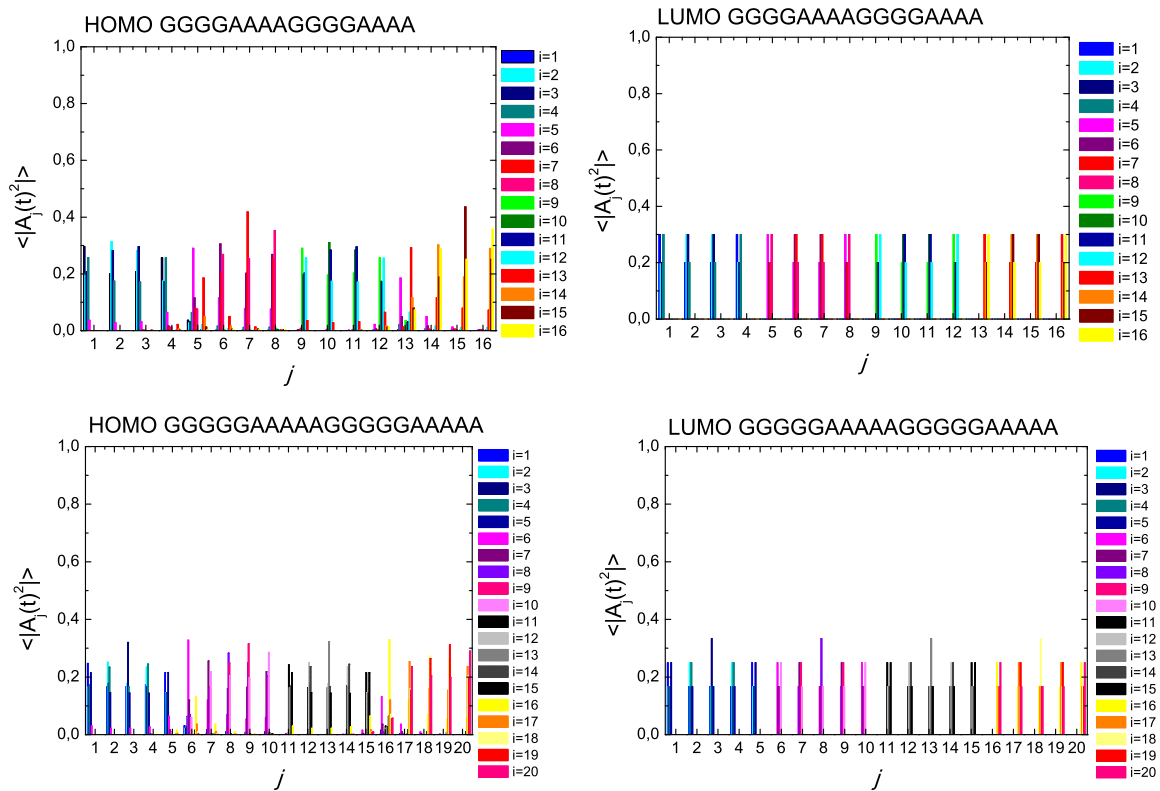 HOMO GGGGAAAAGGGGAAAA
1,0
0,8
0,6
0,4
0,2
0,0
<|A_j(t)^2|>
1 2 3 4 5 6 7 8 9 10 11 12 13 14 15 16
j
i=1
i=2
i=3
i=4
i=5
i=6
i=7
i=8
i=9
i=10
i=11
i=12
i=13
i=14
i=15
i=16
LUMO GGGGAAAAGGGGAAAA
1,0
0,8
0,6
0,4
0,2
0,0
<|A_j(t)^2|>
1 2 3 4 5 6 7 8 9 10 11 12 13 14 15 16
j
i=1
i=2
i=3
i=4
i=5
i=6
i=7
i=8
i=9
i=10
i=11
i=12
i=13
i=14
i=15
i=16
HOMO GGGGGAAAAAGGGGGAAAAA
1,0
0,8
0,6
0,4
0,2
0,0
<|A_j(t)^2|>
1 2 3 4 5 6 7 8 9 10 11 12 13 14 15 16 17 18 19 20
j
i=1
i=2
i=3
i=4
i=5
i=6
i=7
i=8
i=9
i=10
i=11
i=12
i=13
i=14
i=15
i=16
i=17
i=18
i=19
i=20
LUMO GGGGGAAAAAGGGGGAAAAA
1,0
0,8
0,6
0,4
0,2
0,0
<|A_j(t)^2|>
1 2 3 4 5 6 7 8 9 10 11 12 13 14 15 16 17 18 19 20
j
i=1
i=2
i=3
i=4
i=5
i=6
i=7
i=8
i=9
i=10
i=11
i=12
i=13
i=14
i=15
i=16
i=17
i=18
i=19
i=20